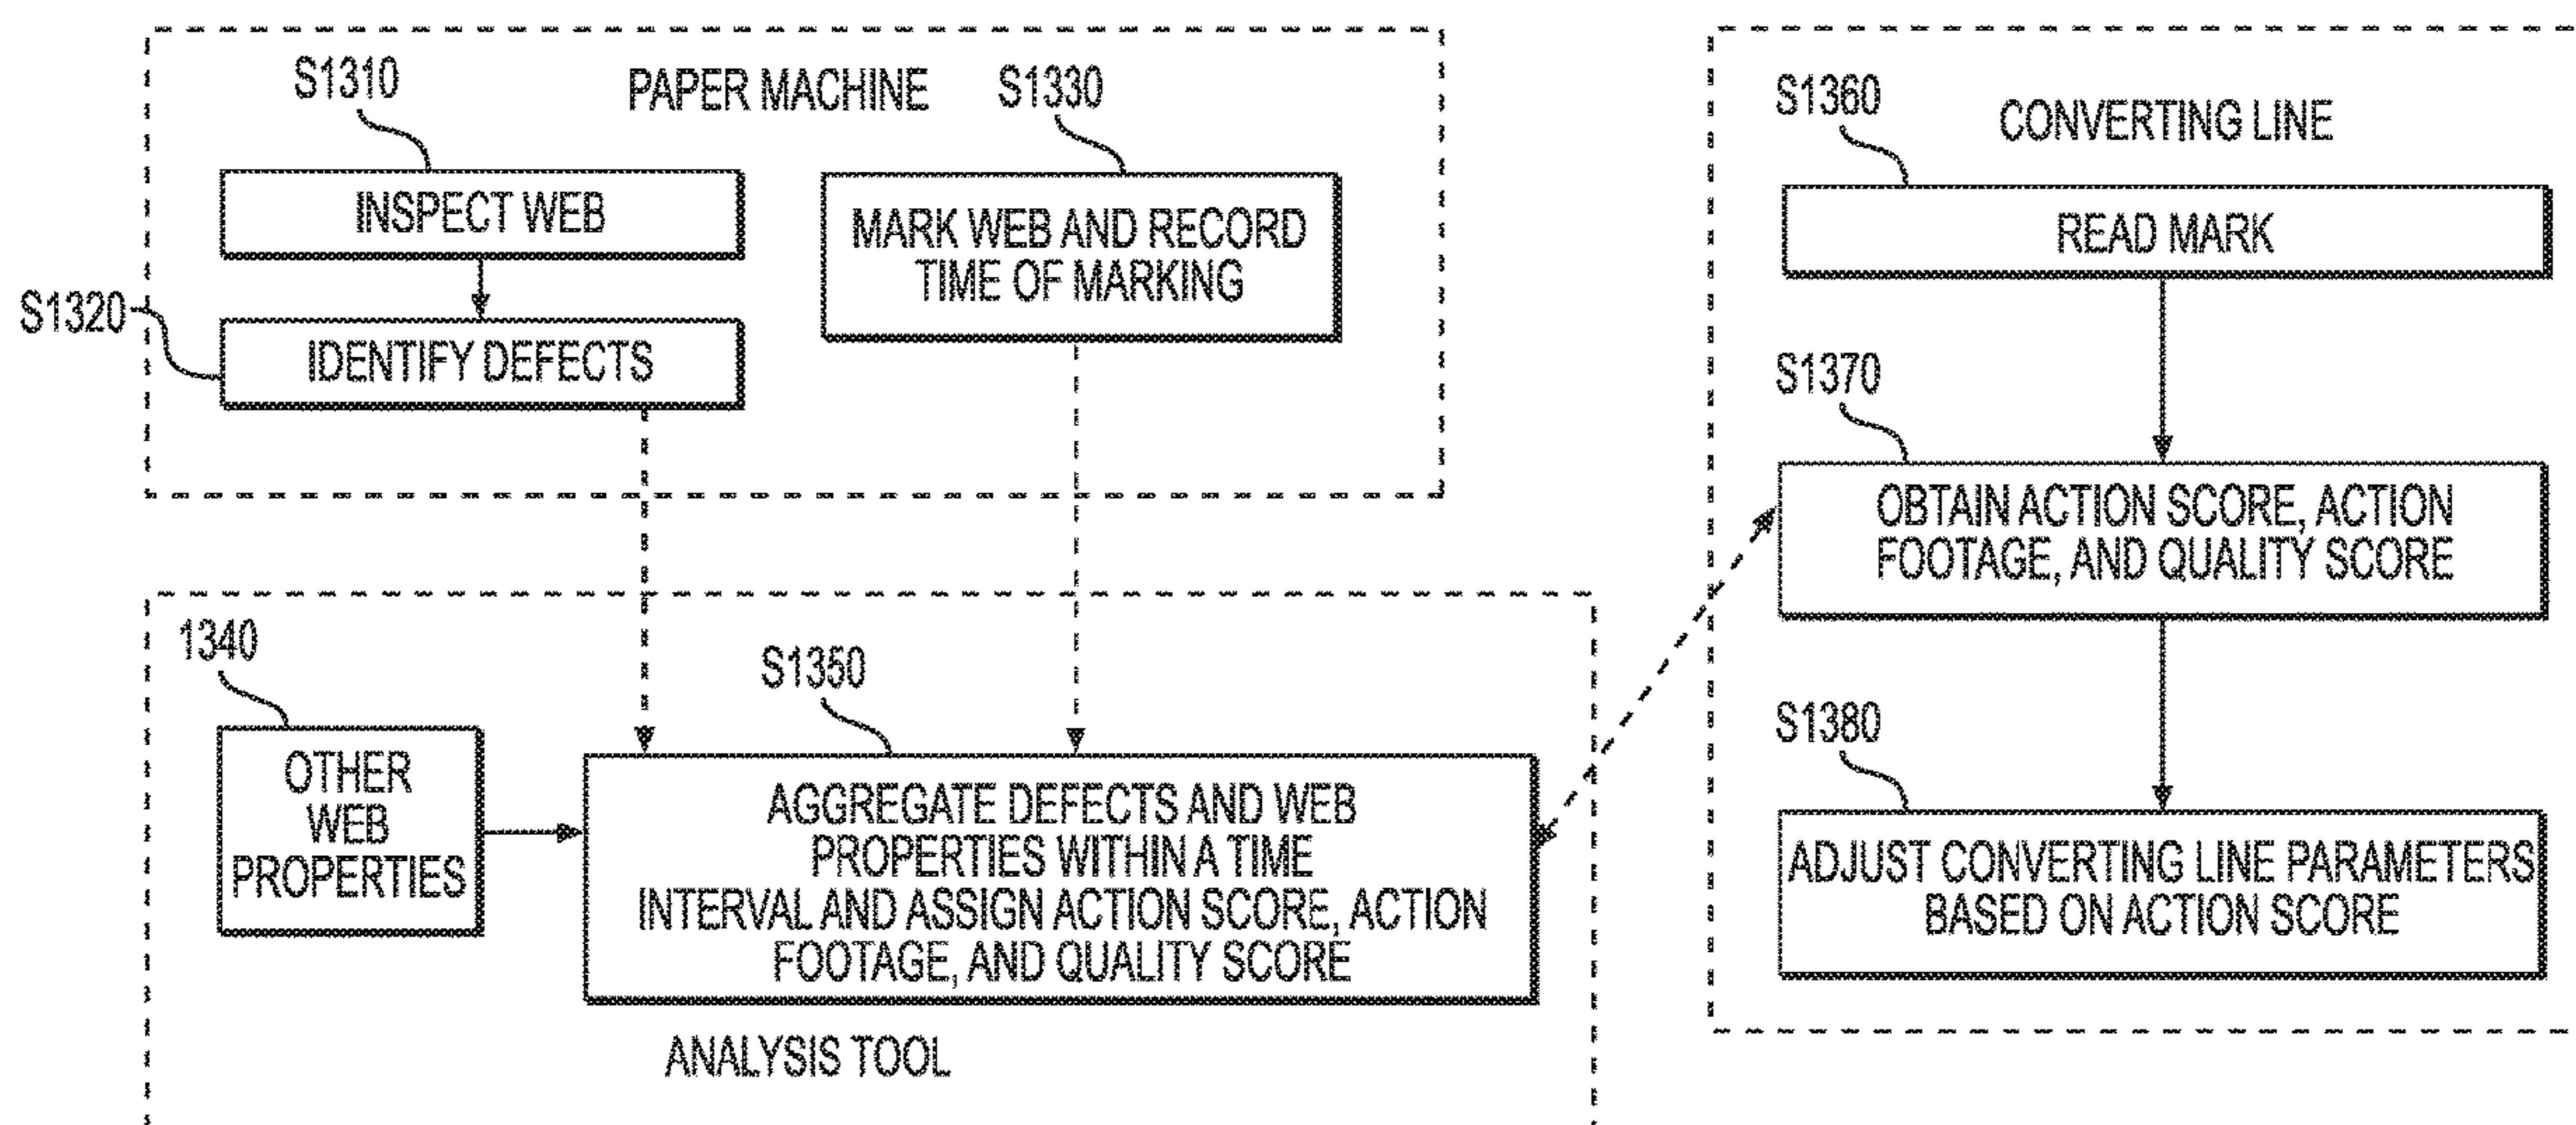 PAPER MACHINE
S1310
INSPECT WEB
S1320
IDENTIFY DEFECTS
S1330
MARK WEB AND RECORD
TIME OF MARKING
1340
OTHER
WEB
PROPERTIES
S1350
AGGREGATE DEFECTS AND WEB
PROPERTIES WITHIN A TIME
INTERVAL AND ASSIGN ACTION SCORE, ACTION
FOOTAGE, AND QUALITY SCORE
ANALYSIS TOOL
CONVERTING LINE
S1360
READ MARK
S1370
OBTAIN ACTION SCORE, ACTION
FOOTAGE, AND QUALITY SCORE
S1380
ADJUST CONVERTING LINE PARAMETERS
BASED ON ACTION SCORE